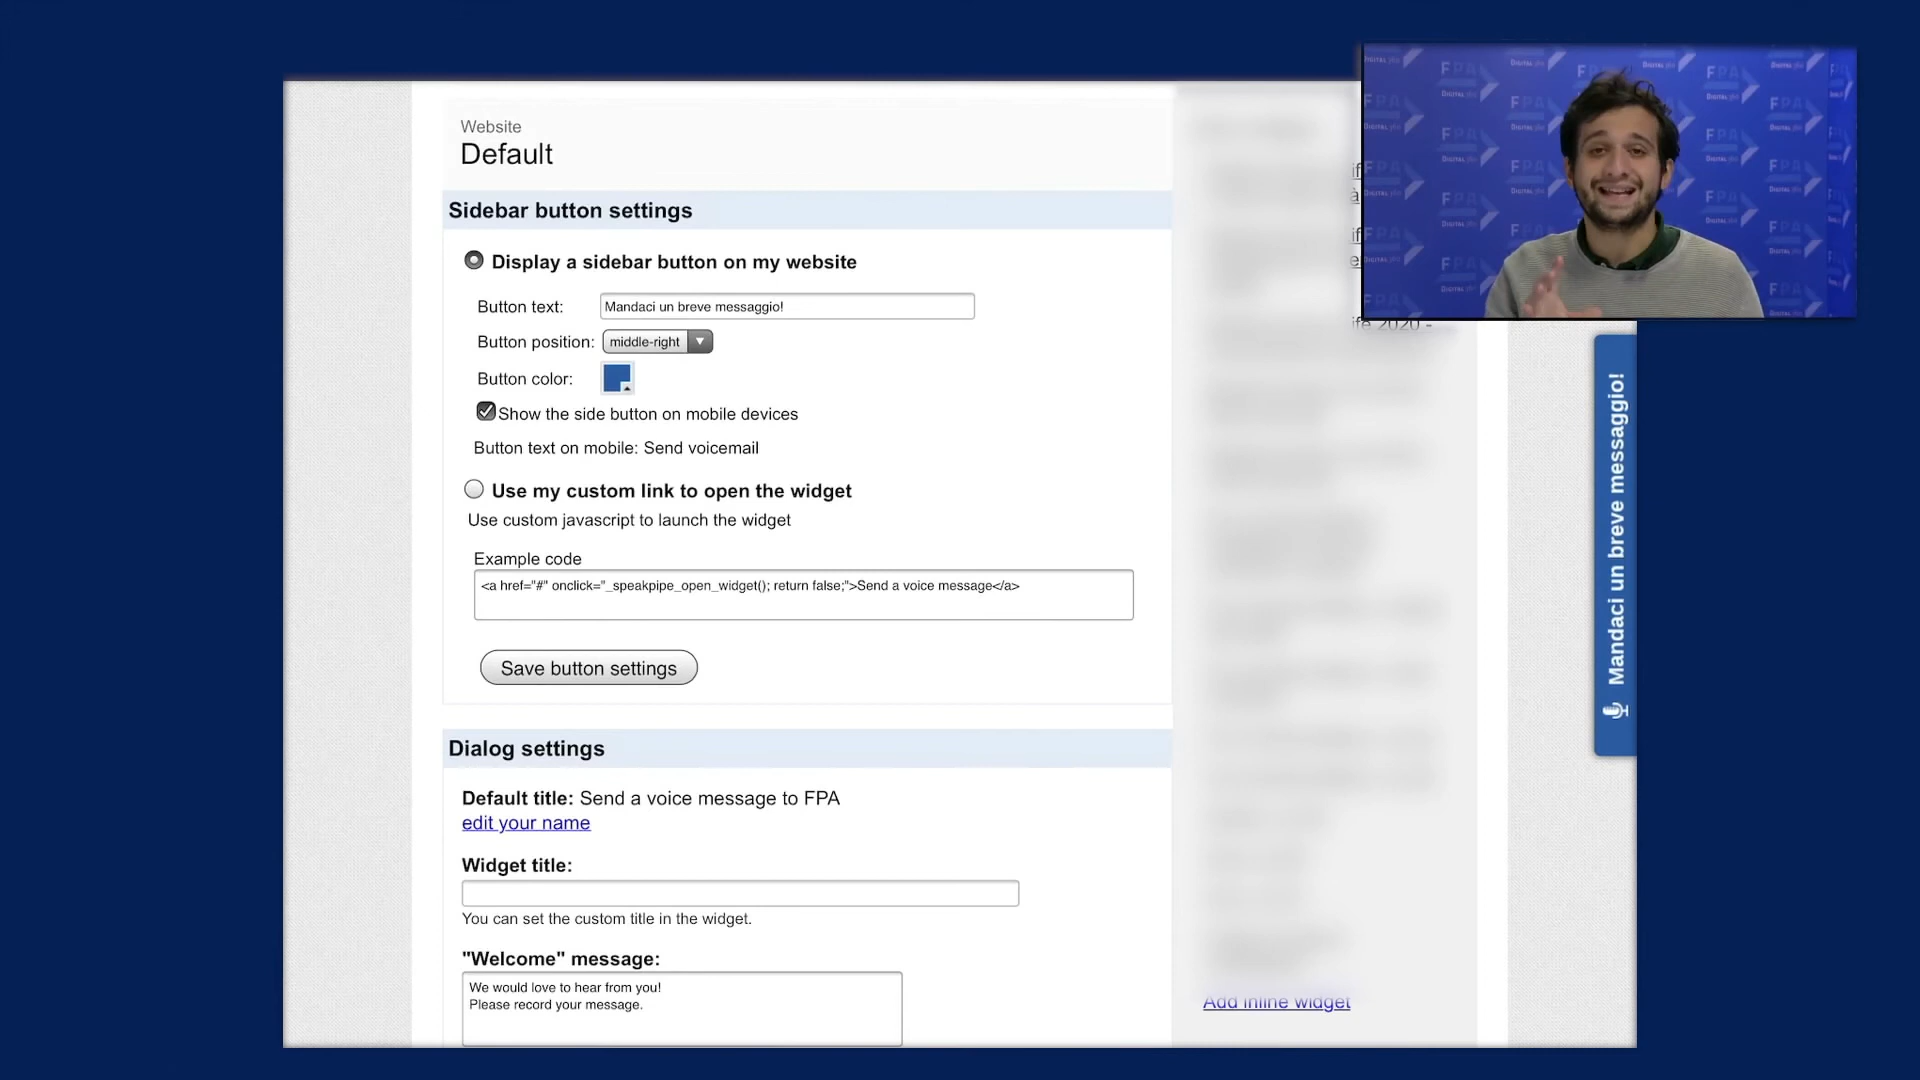 Website
Default
Sidebar button settings
Display a sidebar button on my website
Button text: Mandaci un breve messaggio!
Button position: middle-right
Button color:
Show the side button on mobile devices
Button text on mobile: Send voicemail
Use my custom link to open the widget
Use custom javascript to launch the widget
Example code
<a href="#" onclick="_speakpipe_open_widget(); return false;">Send a voice message</a>
Save button settings
Dialog settings
Default title: Send a voice message to FPA
edit your name
Widget title:
You can set the custom title in the widget.
"Welcome" message:
We would love to hear from you!
Please record your message.
2020 -
Add inline widget
Mandaci un breve messaggio!
FPA
DIGITAL 360